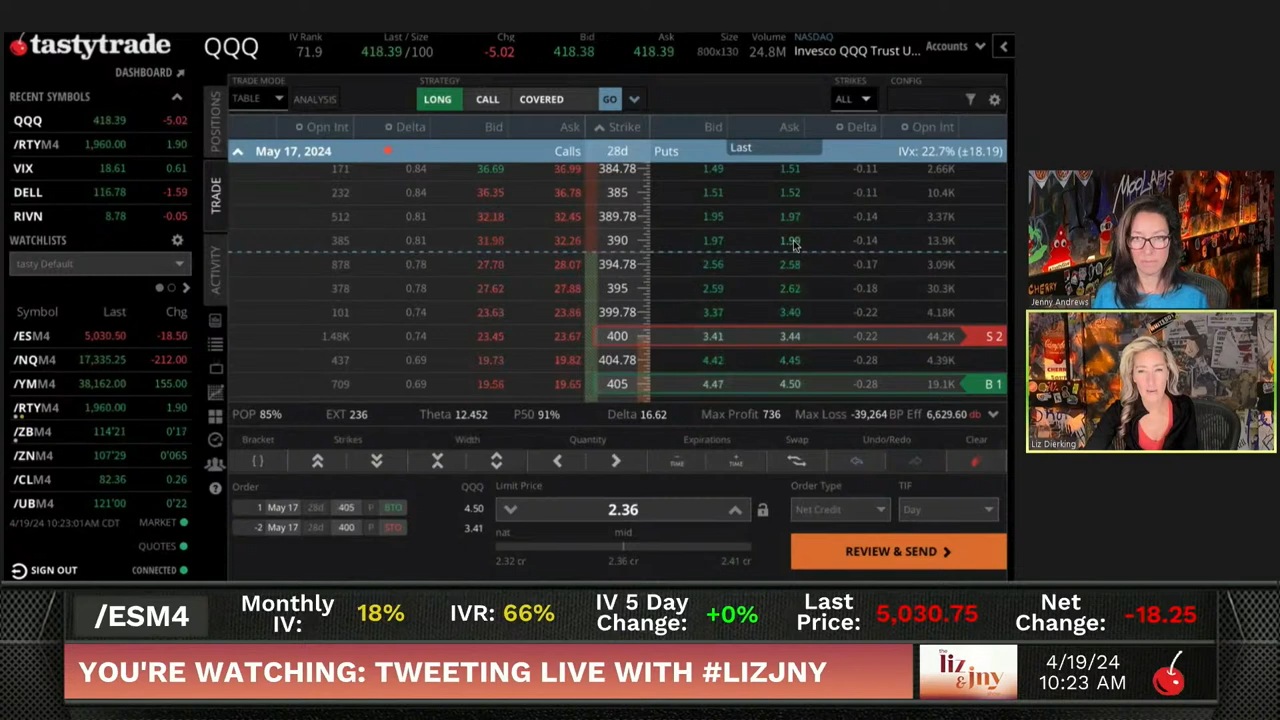 tastytrade
QQQ
IV Rank
71.9
Last / Size
418.39 /100
Chg
-5.02
Bid
418.38
Ask
418.39
Size
800x130
Volume
24.8M
NASDAQ
Invesco QQQ Trust U...
Accounts
DASHBOARD
RECENT SYMBOLS
QQQ 418.39 -5.02
/RTYM4 1,960.00 1.90
VIX 18.61 0.61
DELL 116.78 -1.59
RIVN 8.78 -0.05
WATCHLISTS
tasty Default
Symbol Last Chg
/ESM4 5,030.50 -18.50
/NQM4 17,335.25 -212.00
/YMM4 38,162.00 155.00
/RTYM4 1,960.00 1.90
/ZBM4 114'21 0'17
/ZNM4 107'29 0'065
/CLM4 82.36 0.26
/UBM4 121'00 0'22
4/19/24 10:23:01AM CDT MARKET
QUOTES
SIGN OUT CONNECTED
POSITIONS
TRADE
ACTIVITY
TRADE MODE
TABLE ANALYSIS
STRATEGY
LONG CALL COVERED GO
STRIKES
ALL
CONFIG
Opn Int Delta Bid Ask Strike Bid Ask Delta Opn Int
May 17, 2024 Calls 28d Puts Last IVx: 22.7% (±18.19)
171 0.84 36.69 36.99 384.78 1.49 1.51 -0.11 2.66K
232 0.84 36.35 36.78 385 1.51 1.52 -0.11 10.4K
512 0.81 32.18 32.45 389.78 1.95 1.97 -0.14 3.37K
385 0.81 31.98 32.26 390 1.97 -0.14 13.9K
878 0.78 27.70 28.07 394.78 2.56 2.58 -0.17 3.09K
378 0.78 27.62 27.88 395 2.59 2.62 -0.18 30.3K
101 0.74 23.63 23.86 399.78 3.37 3.40 -0.22 4.18K
1.48K 0.74 23.45 23.67 400 3.41 3.44 -0.22 44.2K S 2
437 0.69 19.73 19.82 404.78 4.42 4.45 -0.28 4.39K
709 0.69 19.56 19.65 405 4.47 4.50 -0.28 19.1K B 1
POP 85% EXT 236 Theta 12.452 P50 91% Delta 16.62 Max Profit 736 Max Loss -39,264 BP Eff 6,629.60 db
Bracket Strikes Width Quantity Expirations Swap Undo/Redo Clear
{ } TIME TIME
Order QQQ Limit Price Order Type TIF
1 May 17 28d 405 P BTO 4.50
-2 May 17 28d 400 P STO 3.41
2.36
Net Credit Day
nat mid
2.32 cr 2.36 cr 2.41 cr
REVIEW & SEND
Jenny Andrews
Liz Dierking
/ESM4
Monthly IV: 18%
IVR: 66%
IV 5 Day Change: +0%
Last Price: 5,030.75
Net Change: -18.25
YOU'RE WATCHING: TWEETING LIVE WITH #LIZJNY
the liz & jny show
4/19/24
10:23 AM